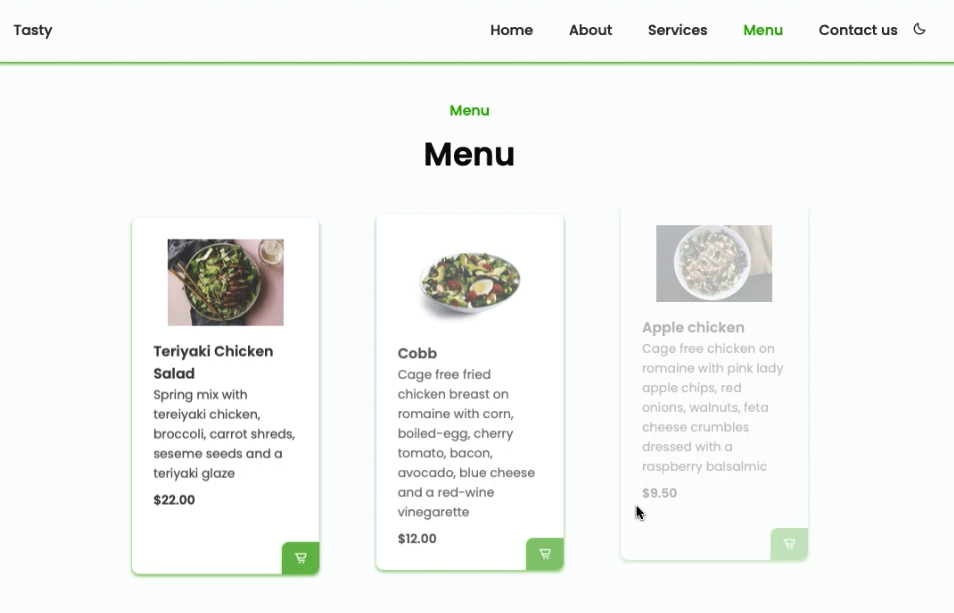 Tasty
Home About Services Menu Contact us
Menu
Menu
Teriyaki Chicken
Salad
Spring mix with
tereiyaki chicken,
broccoli, carrot shreds,
seseme seeds and a
teriyaki glaze
$22.00
Cobb
Cage free fried
chicken breast on
romaine with corn,
boiled-egg, cherry
tomato, bacon,
avocado, blue cheese
and a red-wine
vinegarette
$12.00
Apple chicken
Cage free chicken on
romaine with pink lady
apple chips, red
onions, walnuts, feta
cheese crumbles
dressed with a
raspberry balsalmic
$9.50